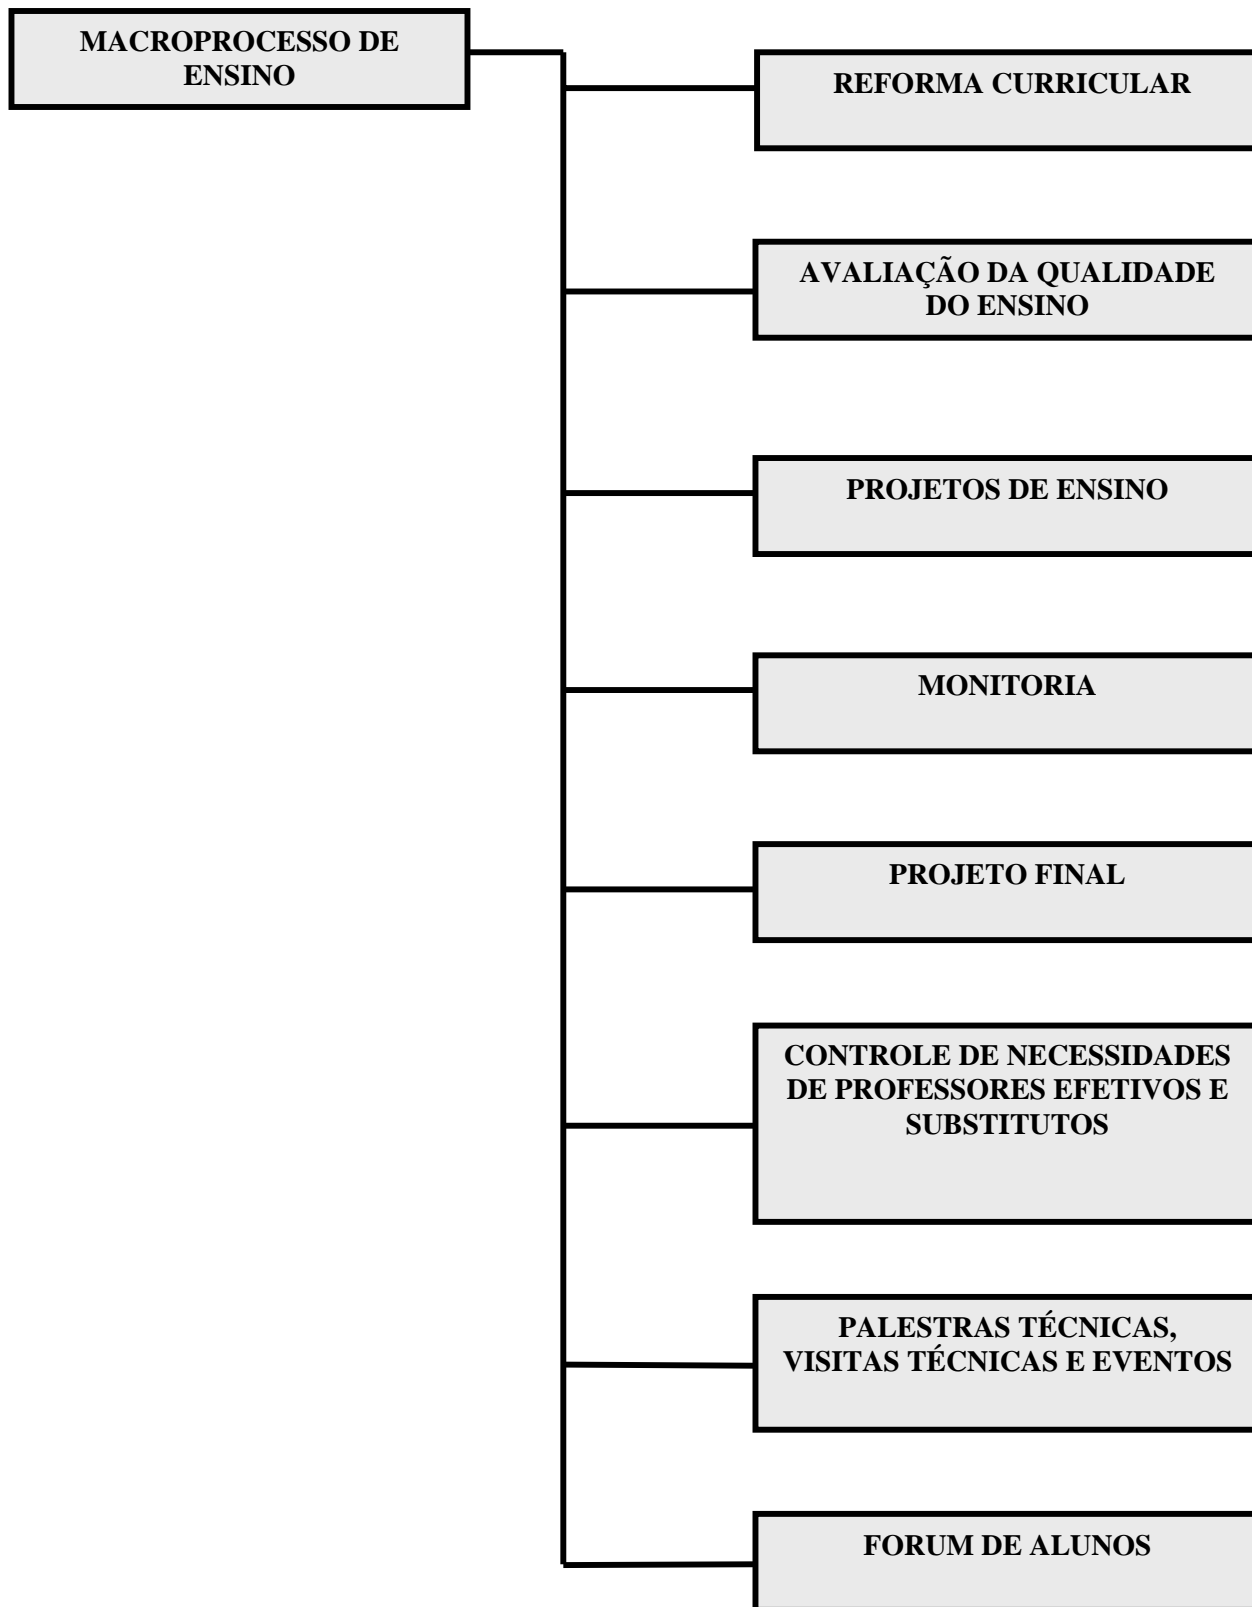 MACROPROCESSO DE
ENSINO
REFORMA CURRICULAR
AVALIAÇÃO DA QUALIDADE
DO ENSINO
PROJETOS DE ENSINO
MONITORIA
PROJETO FINAL
CONTROLE DE NECESSIDADES
DE PROFESSORES EFETIVOS E
SUBSTITUTOS
PALESTRAS TÉCNICAS,
VISITAS TÉCNICAS E EVENTOS
FORUM DE ALUNOS